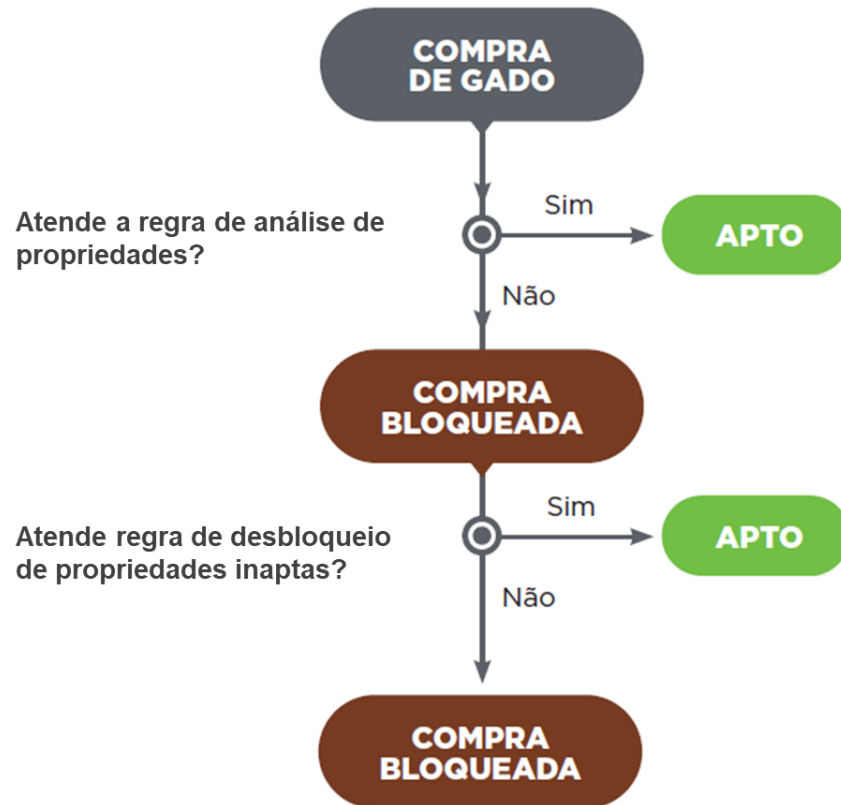 COMPRA
DE GADO
Atende a regra de análise de
propriedades?
Sim
APTO
Não
COMPRA
BLOQUEADA
Atende regra de desbloqueio
de propriedades inaptas?
Sim
APTO
Não
COMPRA
BLOQUEADA